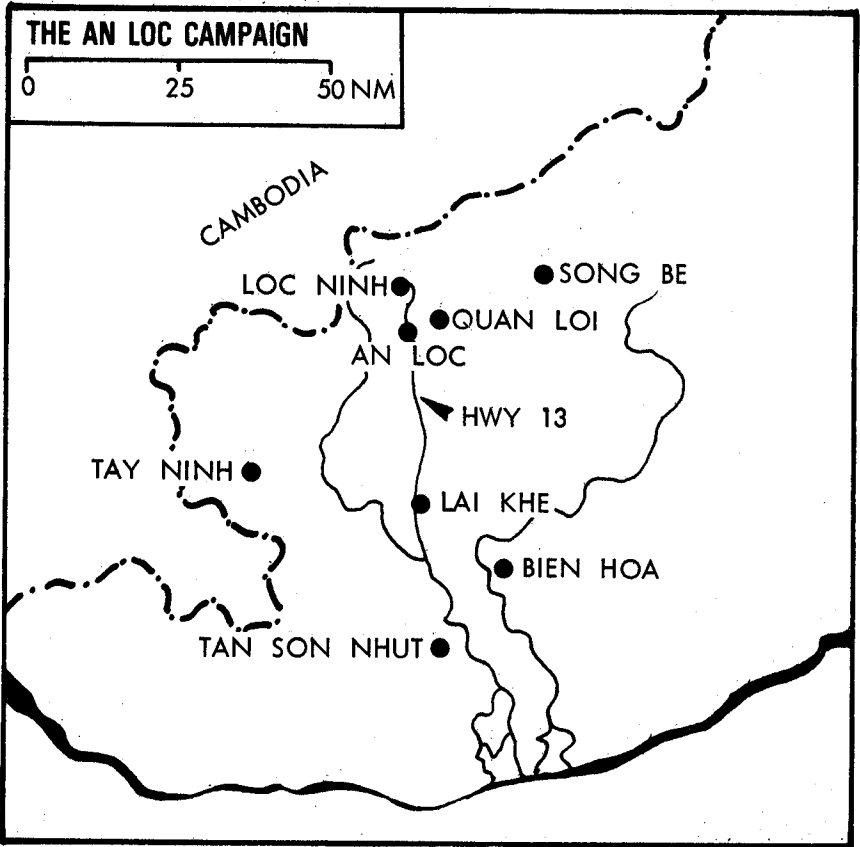 THE AN LOC CAMPAIGN
0 25 50 NM
CAMBODIA
LOC NINH
SONG BE
QUAN LOI
AN LOC
HWY 13
TAY NINH
LAI KHE
BIEN HOA
TAN SON NHUT